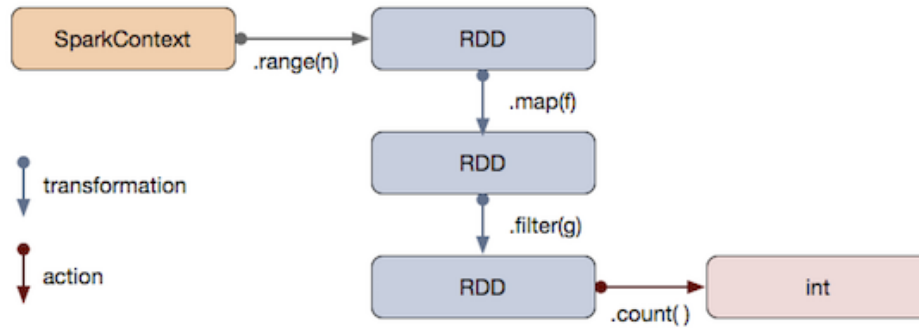 SparkContext
.range(n)
RDD
.map(f)
RDD
.filter(g)
RDD
.count( )
int
transformation
action